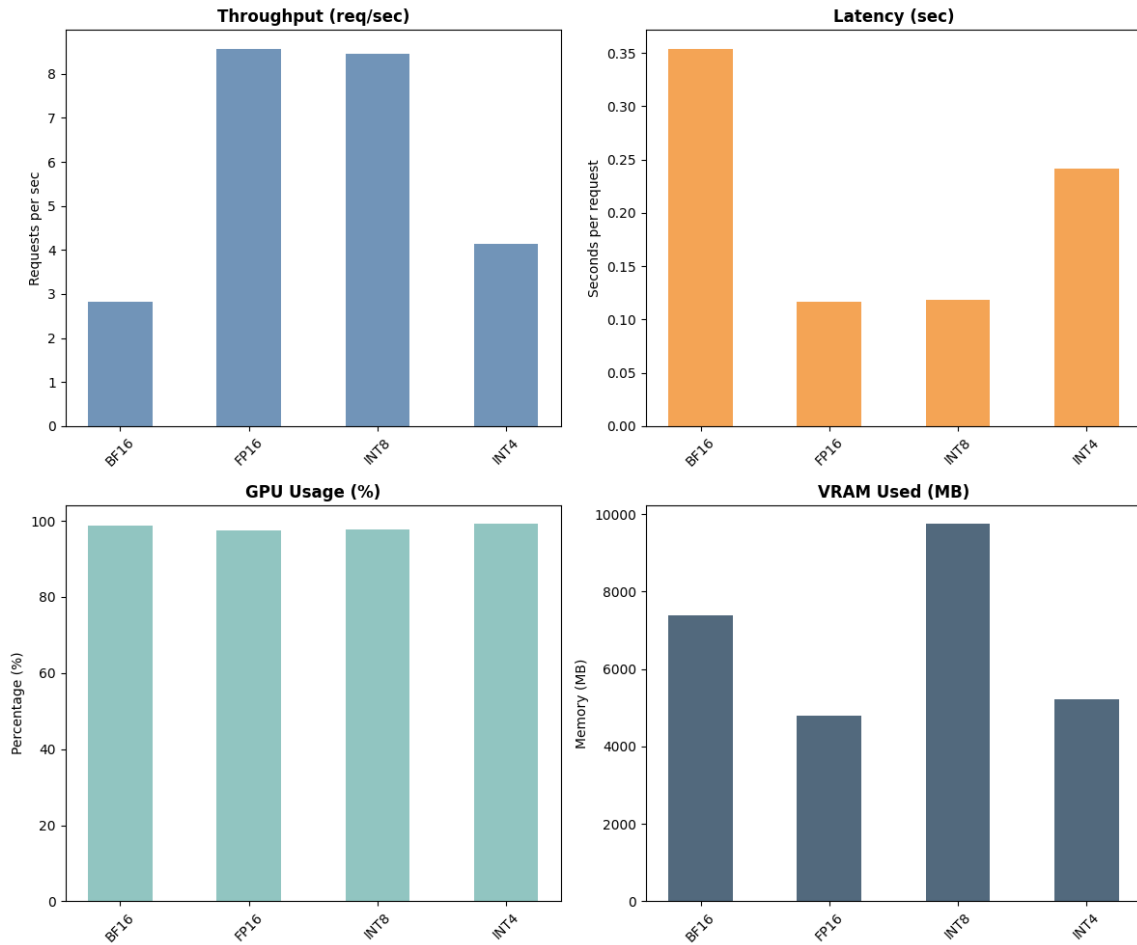 Throughput (req/sec)
Requests per sec
8
7
6
5
4
3
2
1
0
BF16
FP16
INT8
INT4
Latency (sec)
Seconds per request
0.35
0.30
0.25
0.20
0.15
0.10
0.05
0.00
BF16
FP16
INT8
INT4
GPU Usage (%)
Percentage (%)
100
80
60
40
20
0
BF16
FP16
INT8
INT4
VRAM Used (MB)
Memory (MB)
10000
8000
6000
4000
2000
0
BF16
FP16
INT8
INT4